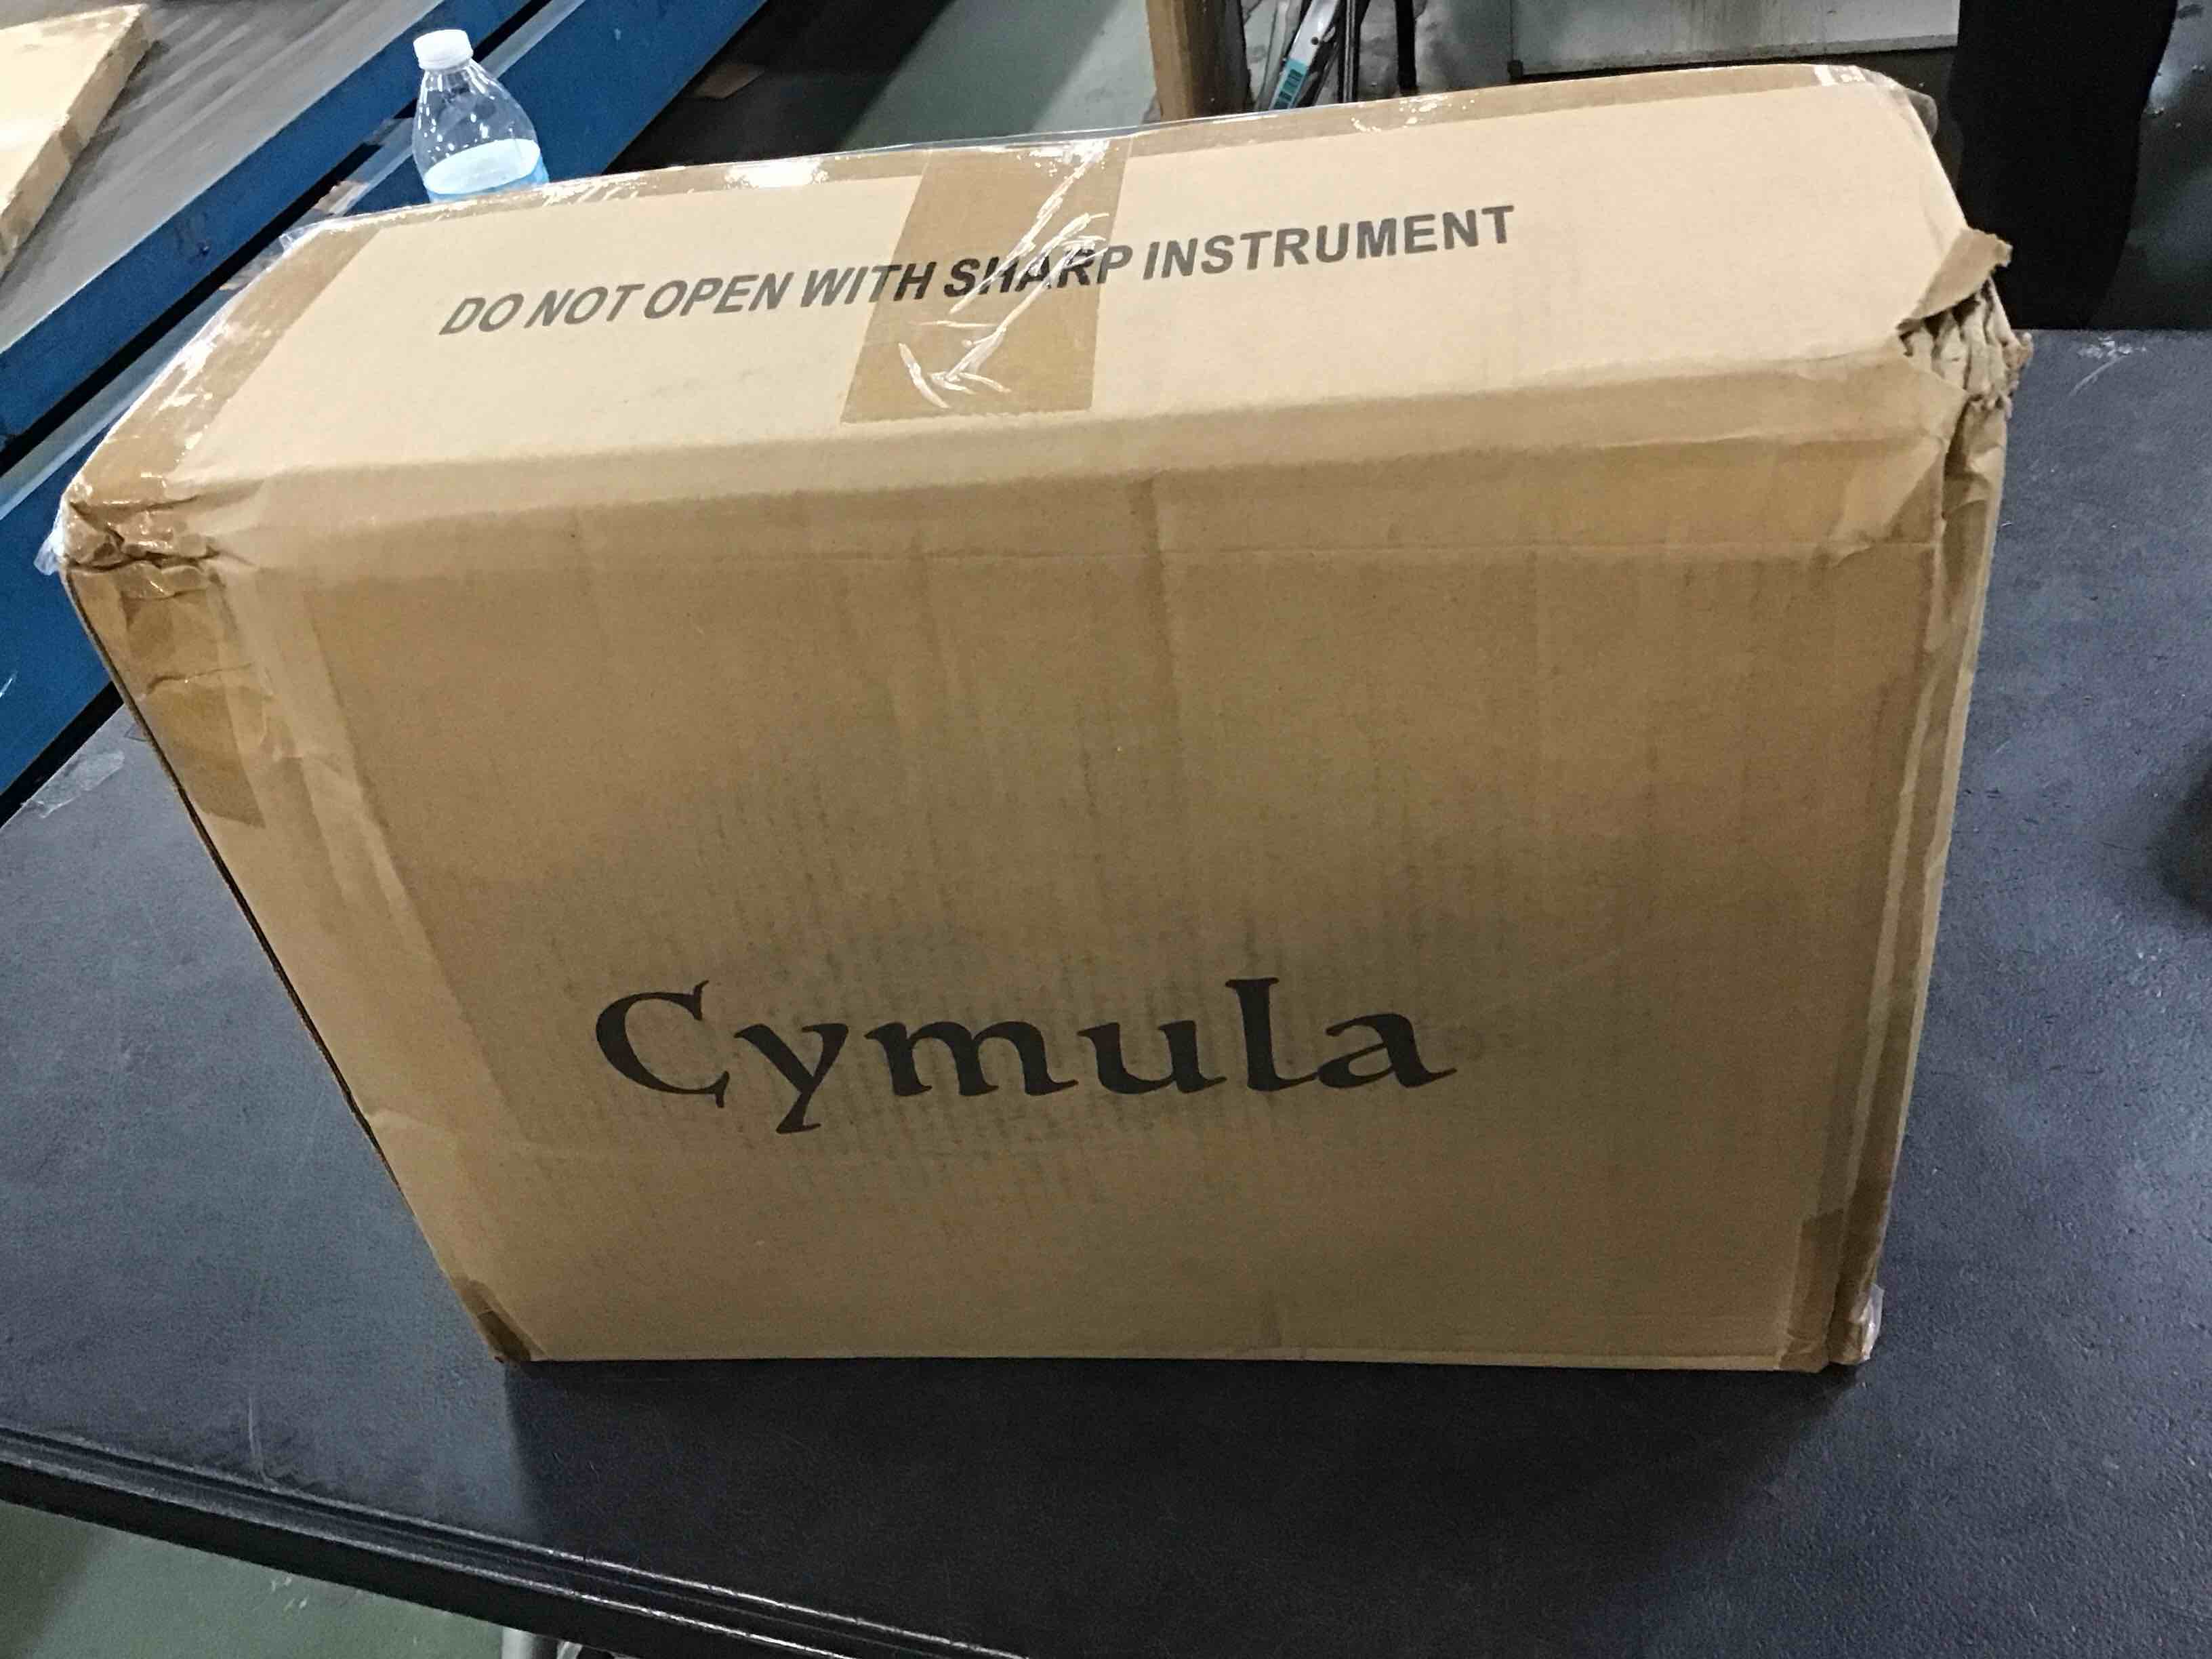 DO NOT OPEN WITH SHARP INSTRUMENT
Cymula